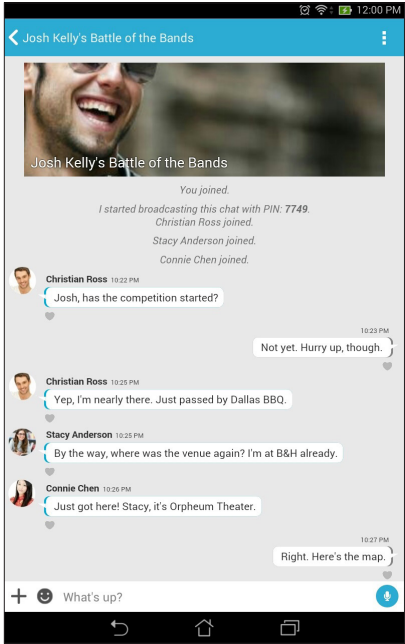 12:00 PM
Josh Kelly's Battle of the Bands
Josh Kelly's Battle of the Bands
You joined.
I started broadcasting this chat with PIN: 7749.
Christian Ross joined.
Stacy Anderson joined.
Connie Chen joined.
Christian Ross 10:22 PM
Josh, has the competition started?
10:23 PM
Not yet. Hurry up, though.
Christian Ross 10:25 PM
Yep, I'm nearly there. Just passed by Dallas BBQ.
Stacy Anderson 10:25 PM
By the way, where was the venue again? I'm at B&H already.
Connie Chen 10:26 PM
Just got here! Stacy, it's Orpheum Theater.
10:27 PM
Right. Here's the map.
What's up?